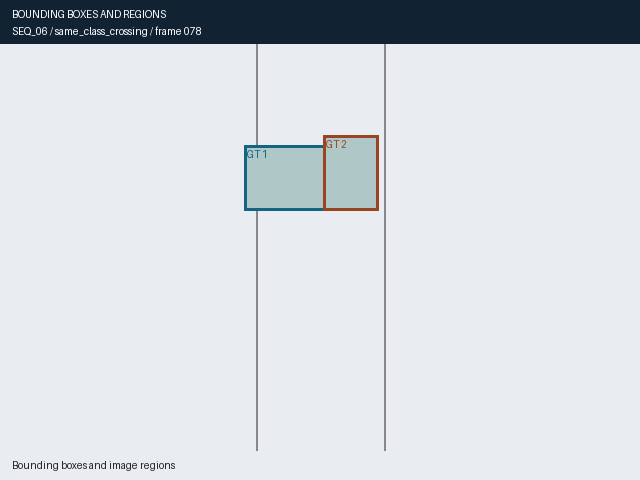 BOUNDING BOXES AND REGIONS
SEQ_06 / same_class_crossing / frame 078
GT2
GT1
Bounding boxes and image regions